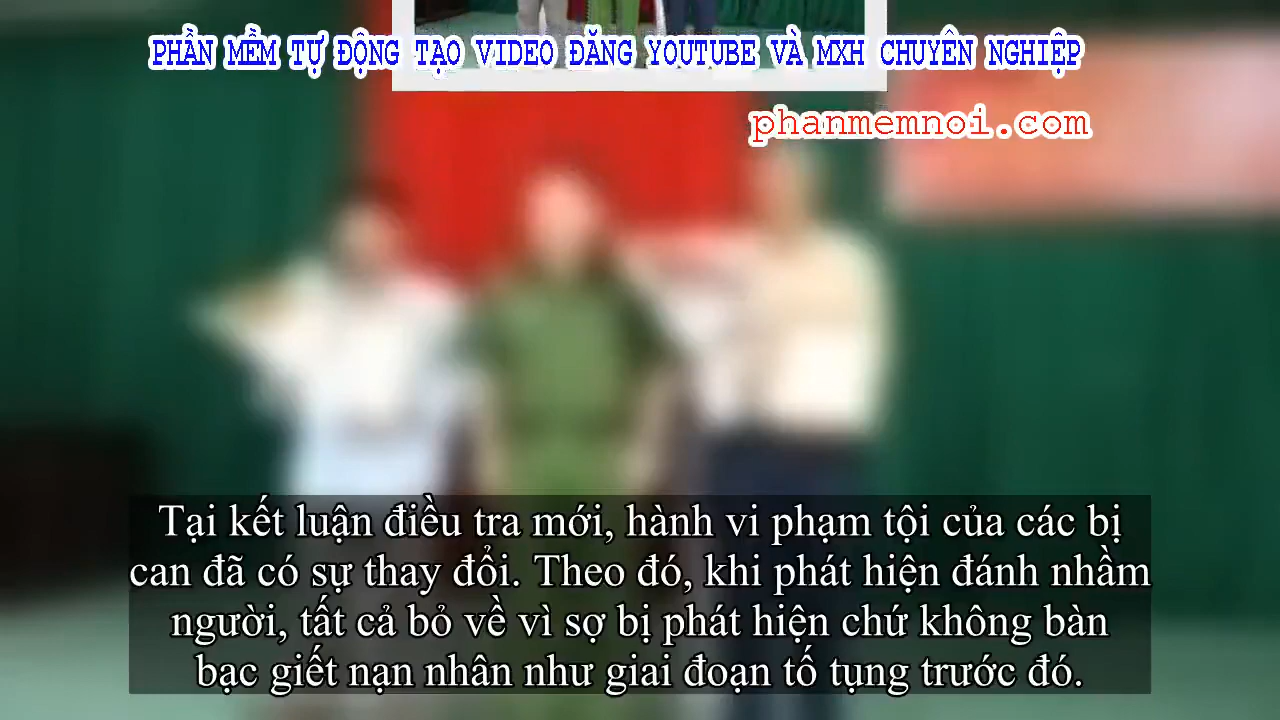 PHẦN MỀM TỰ ĐỘNG TẠO VIDEO ĐĂNG YOUTUBE VÀ MXH CHUYÊN NGHIỆP
phanmemnoi.com
Tại kết luận điều tra mới, hành vi phạm tội của các bị
can đã có sự thay đổi. Theo đó, khi phát hiện đánh nhầm
người, tất cả bỏ về vì sợ bị phát hiện chứ không bàn
bạc giết nạn nhân như giai đoạn tố tụng trước đó.